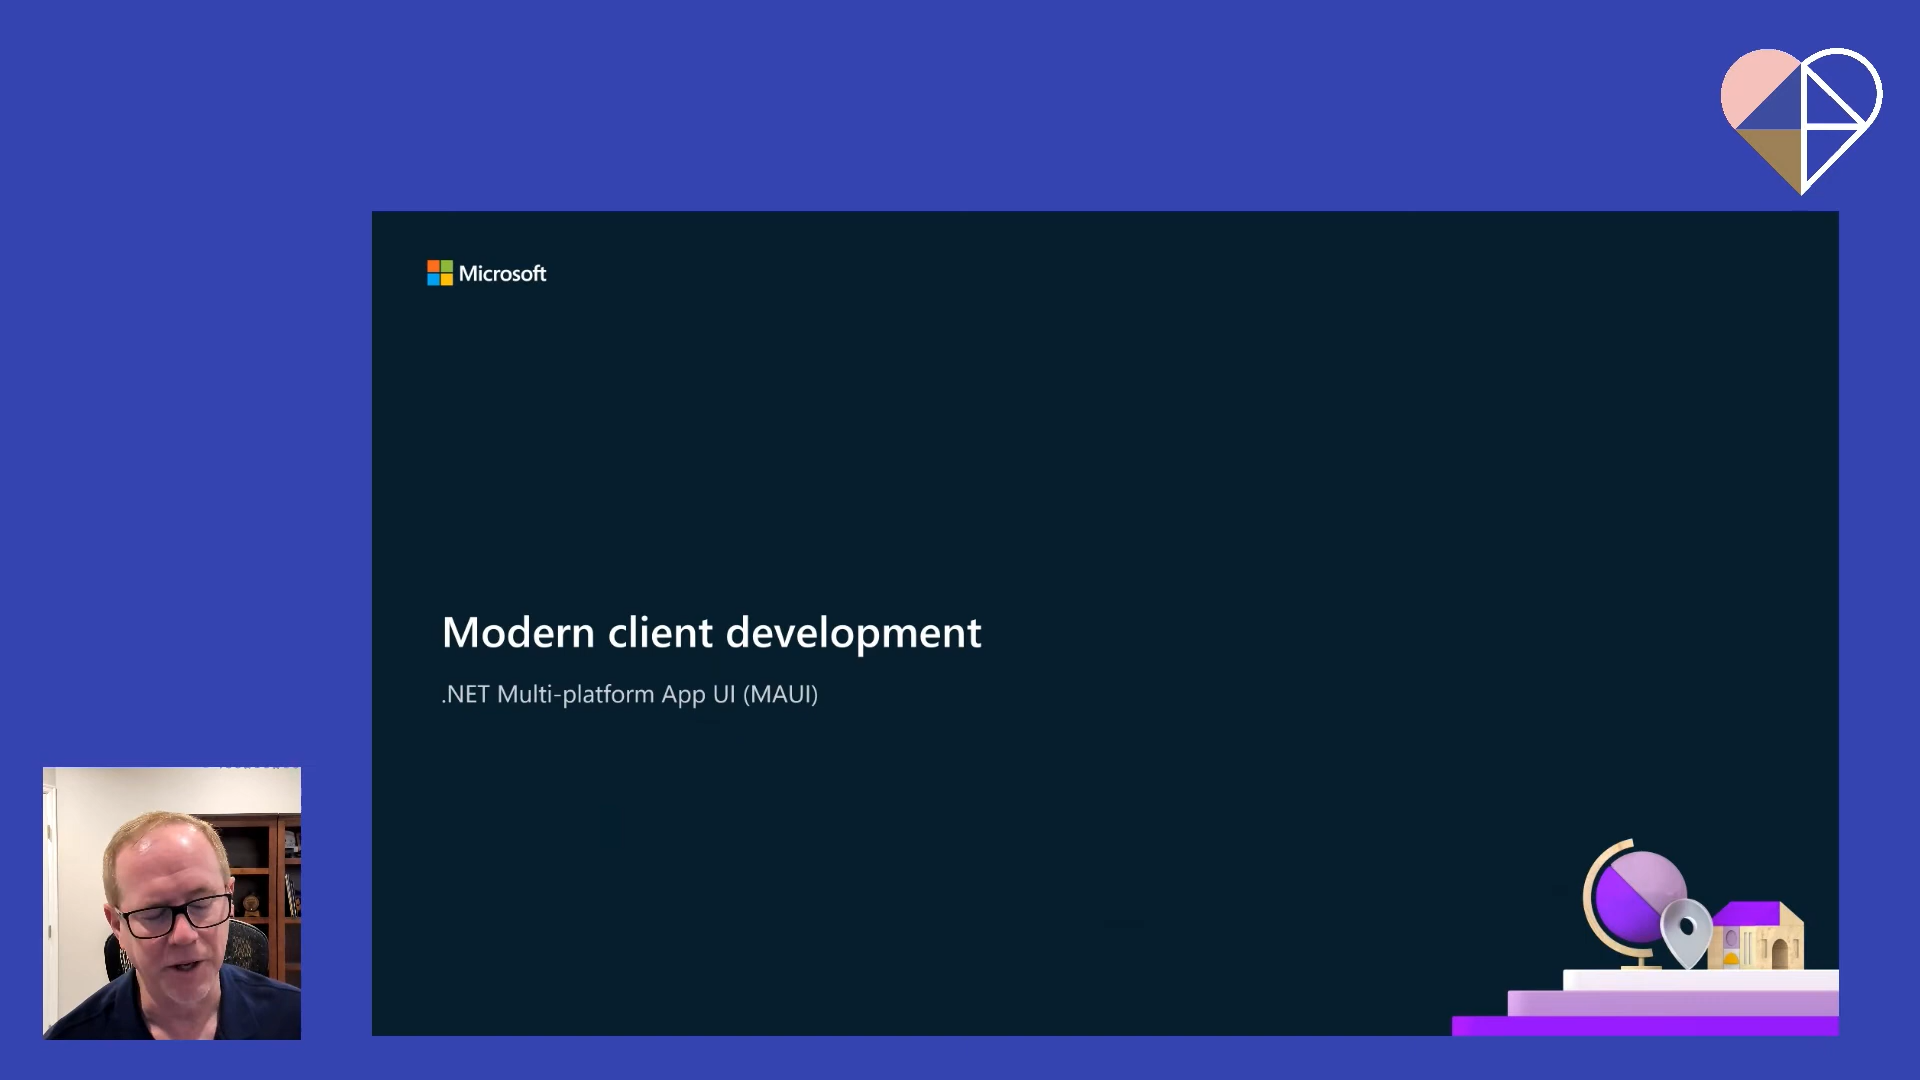 Microsoft
Modern client development
.NET Multi-platform App UI (MAUI)